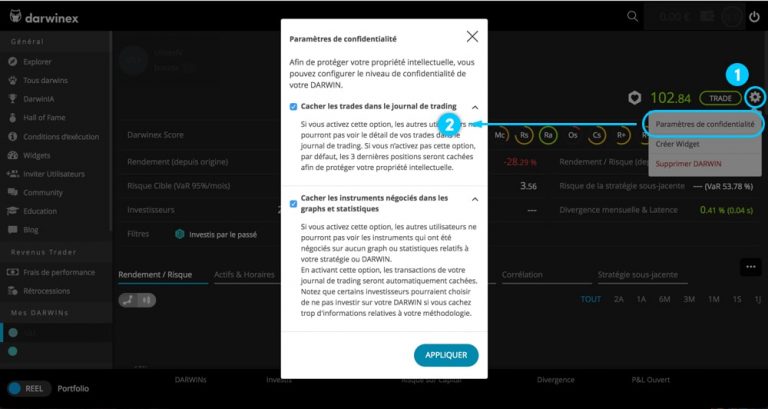 darwinex
0.00 €
Général
Explorer
Tous darwins
DarwinIA
Hall of Fame
Conditions d'exécution
Widgets
Inviter Utilisateurs
Community
Education
Blog
Revenus Trader
Frais de performance
Rétrocessions
Mes DARWINs
REEL
Portfolio
Darwinex Score
Rendement (depuis origine)
Risque Cible (VaR 95%/mois)
Investisseurs
Filtres
Investis par le passé
Rendement / Risque
Actifs & Horaires
Paramètres de confidentialité
Afin de protéger votre propriété intellectuelle, vous
pouvez configurer le niveau de confidentialité de
votre DARWIN.
Cacher les trades dans le journal de trading
Si vous activez cette option, les autres utilisateurs ne
pourront pas voir le détail de vos trades dans le
journal de trading. Si vous n'activez pas cette option,
par défaut, les 3 dernières positions seront cachées
afin de protéger votre propriété intellectuelle.
Cacher les instruments négociés dans les
graphs et statistiques
Si vous activez cette option, les autres utilisateurs ne
pourront pas voir les instruments qui ont été
négociés sur aucun graph ou statistiques relatifs à
votre stratégie ou DARWIN.
En activant cette option, les transactions de votre
journal de trading seront automatiquement cachées.
Notez que certains investisseurs pourraient choisir
de ne pas investir sur votre DARWIN si vous cachez
trop d'informations relatives à votre méthodologie.
APPLIQUER
1
2
102.84
TRADE
Paramètres de confidentialité
Créer Widget
Supprimer DARWIN
Mc
Rs
Ra
Os
Cs
R+
-28.29 %
Rendement / Risque (de
3.56
Risque de la stratégie sous-jacente
--- (VaR 53.78 %)
---
Divergence mensuelle & Latence
0.41 % (0.04 s)
Corrélation
Stratégie sous-jacente
TOUT
2A
1A
6M
3M
1M
1S
1J
DARWINs
Investis
Risque sur Capital
Divergence
P&L Ouvert